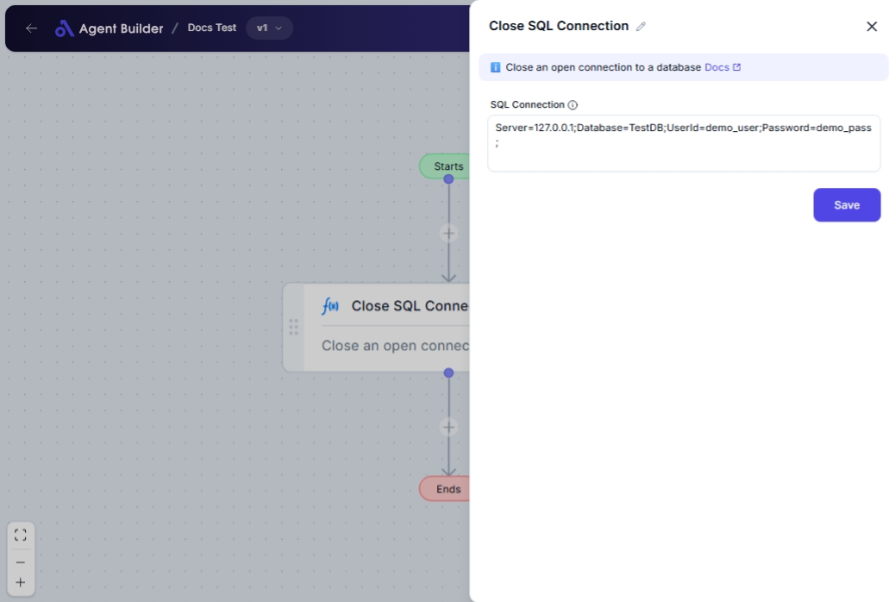 Agent Builder / Docs Test v1
Close SQL Connection
Close an open connection to a database Docs
SQL Connection
Server=127.0.0.1;Database=TestDB;UserId=demo_user;Password=demo_pass
;
Save
Starts
f(x) Close SQL Conne
Close an open connec
Ends